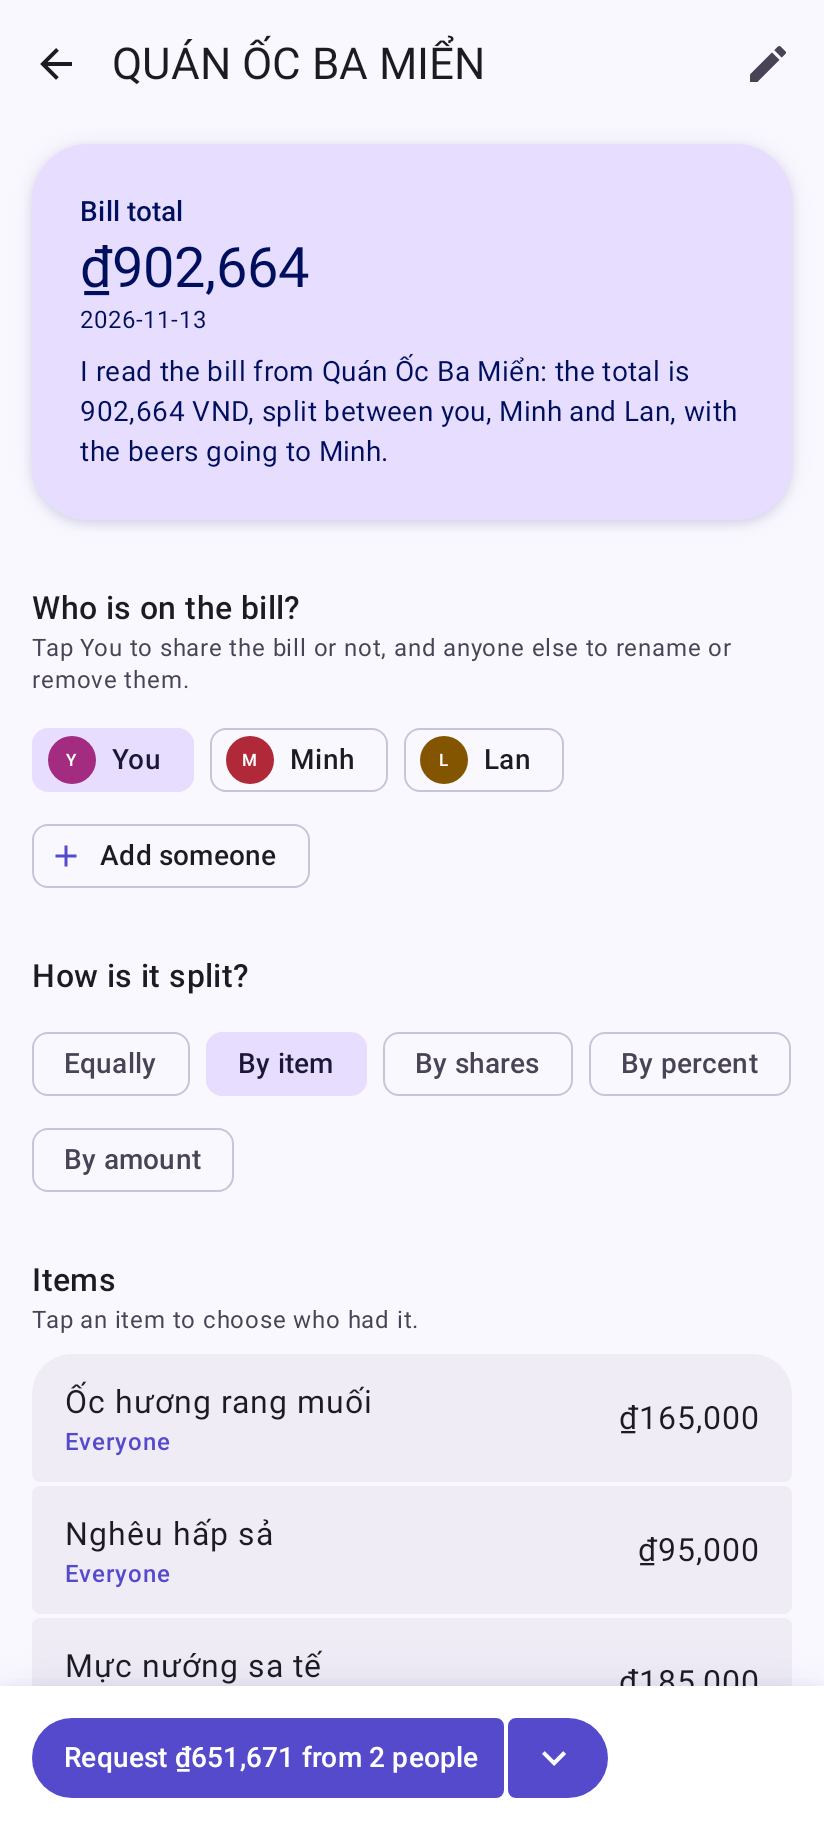 QUÁN ỐC BA MIỂN
Bill total
₫902,664
2026-11-13
I read the bill from Quán Ốc Ba Miển: the total is
902,664 VND, split between you, Minh and Lan, with
the beers going to Minh.
Who is on the bill?
Tap You to share the bill or not, and anyone else to rename or
remove them.
Y You M Minh L Lan
+ Add someone
How is it split?
Equally By item By shares By percent
By amount
Items
Tap an item to choose who had it.
Ốc hương rang muối ₫165,000
Everyone
Nghêu hấp sả ₫95,000
Everyone
Mực nướng sa tế ₫185,000
Request ₫651,671 from 2 people